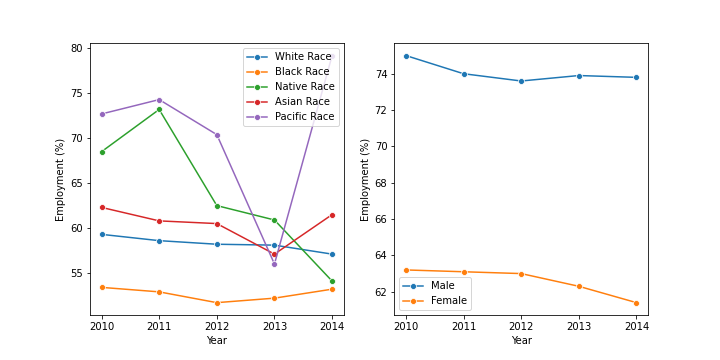 80
75
70
65
60
55
Employment (%)
2010 2011 2012 2013 2014
Year
White Race
Black Race
Native Race
Asian Race
Pacific Race
74
72
70
68
66
64
62
Employment (%)
2010 2011 2012 2013 2014
Year
Male
Female